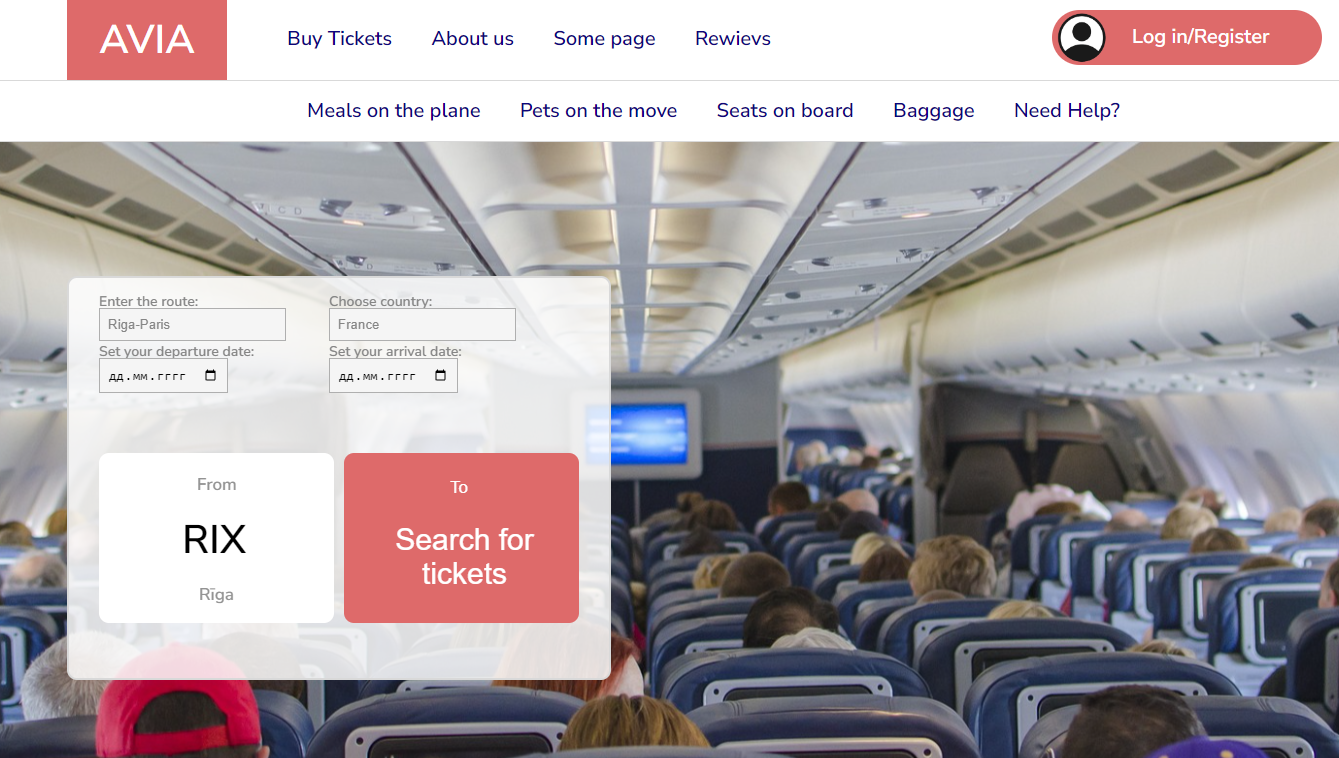 AVIA
Buy Tickets
About us
Some page
Rewievs
Log in/Register
Meals on the plane
Pets on the move
Seats on board
Baggage
Need Help?
Enter the route:
Choose country:
Riga-Paris
France
Set your departure date:
Set your arrival date:
дд.мм.гггг
дд.мм.гггг
From
RIX
Rīga
To
Search for
tickets